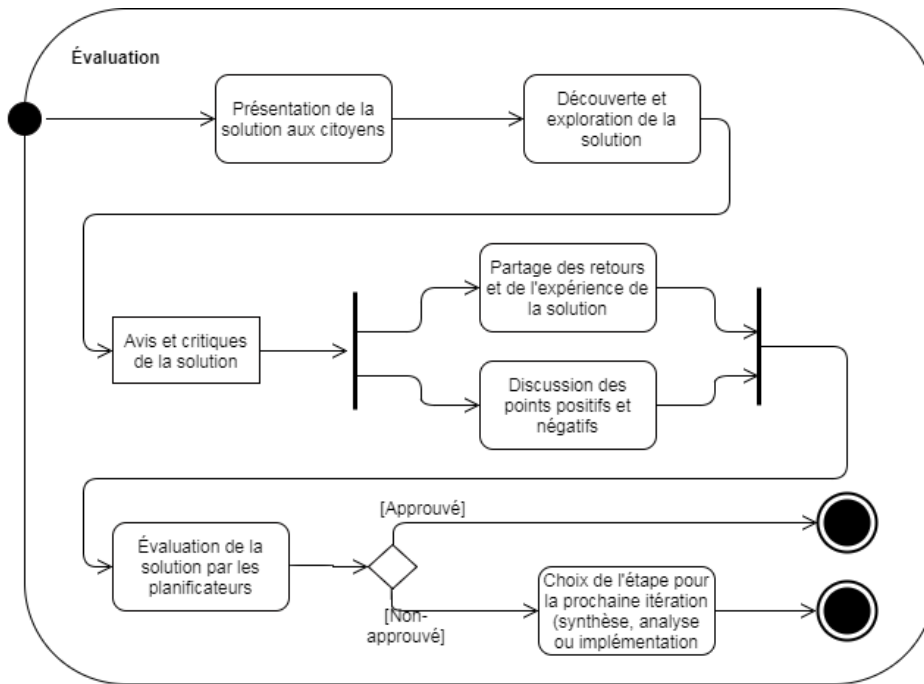 Évaluation
Présentation de la
solution aux citoyens
Découverte et
exploration de la
solution
Avis et critiques
de la solution
Partage des retours
et de l'expérience de
la solution
Discussion des
points positifs et
négatifs
Évaluation de la
solution par les
planificateurs
[Approuvé]
[Non-
approuvé]
Choix de l'étape pour
la prochaine itération
(synthèse, analyse
ou implémentation